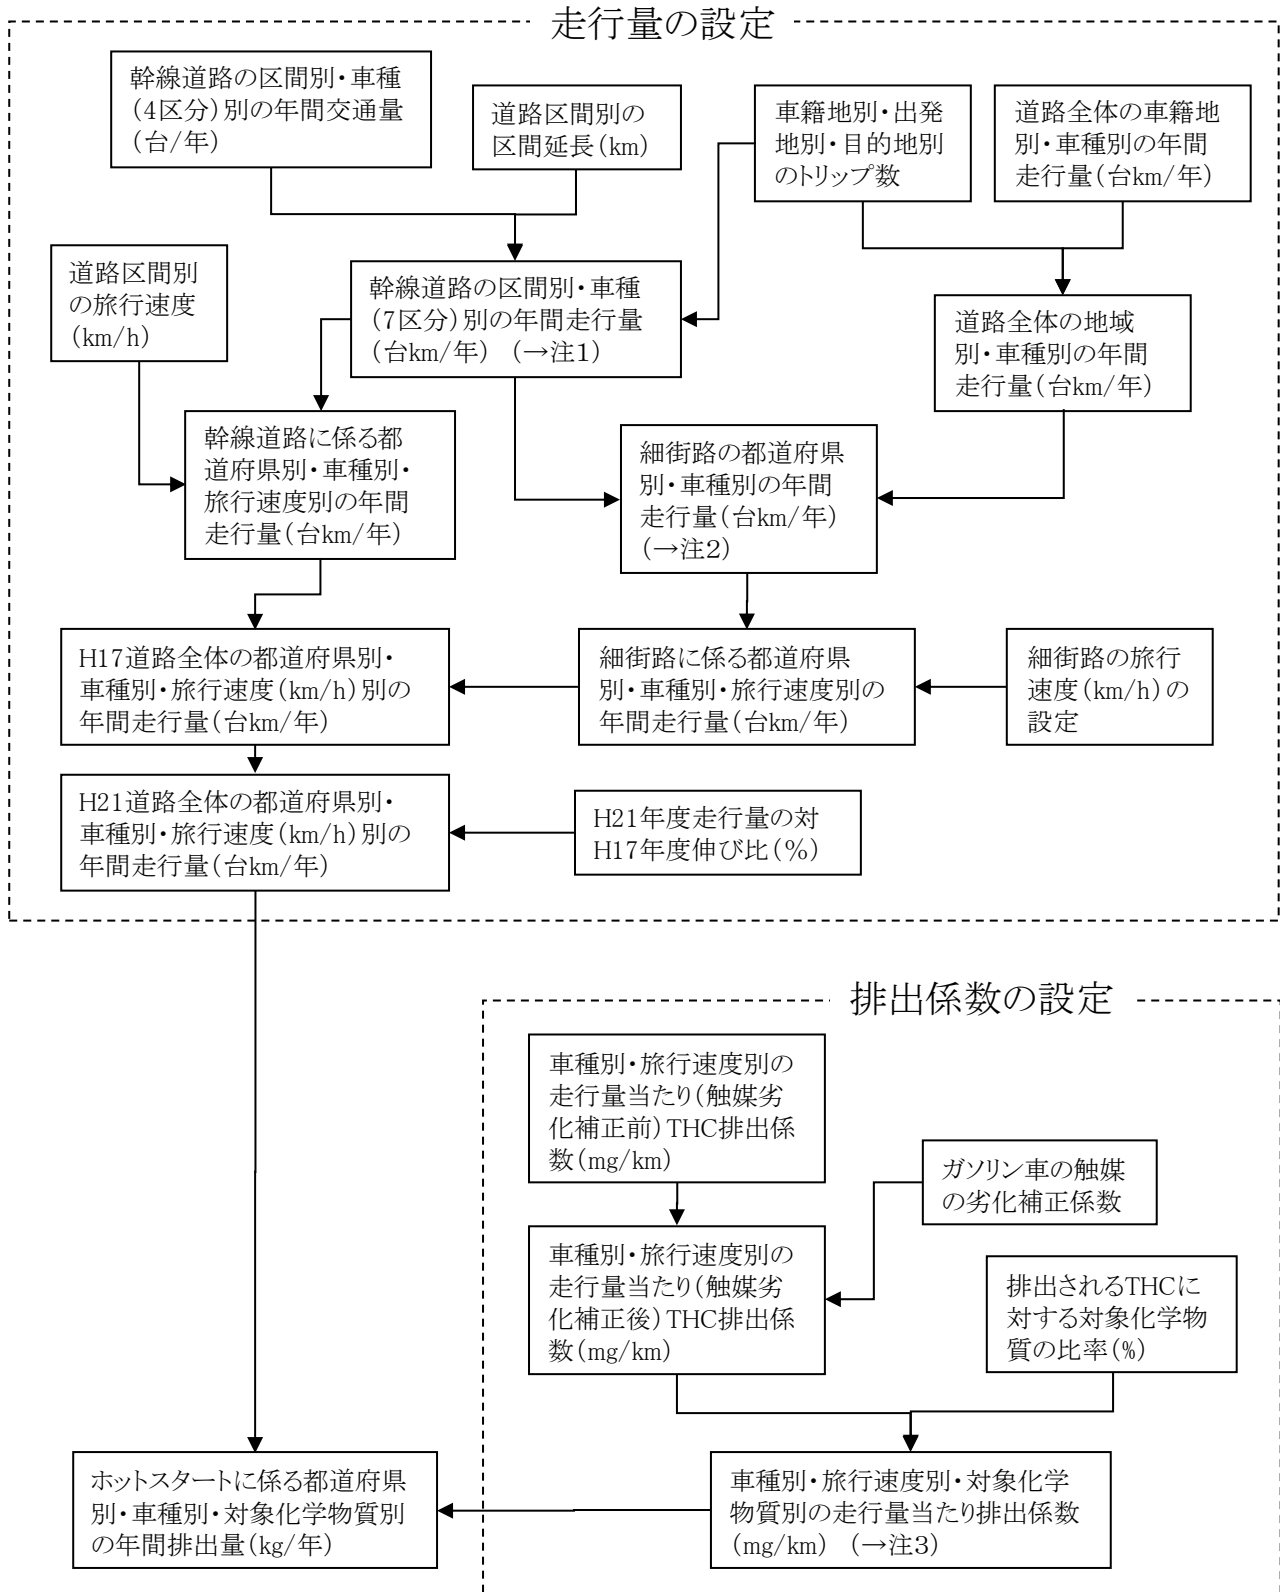 走行量の設定
幹線道路の区間別・車種
(4区分)別の年間交通量
(台/年)
道路区間別の
区間延長(km)
車籍地別・出発
地別・目的地別
のトリップ数
道路全体の車籍地
別・車種別の年間
走行量(台km/年)
道路区間別
の旅行速度
(km/h)
幹線道路の区間別・車種
(7区分)別の年間走行量
(台km/年) (→注1)
道路全体の地域
別・車種別の年間
走行量(台km/年)
幹線道路に係る都
道府県別・車種別・
旅行速度別の年間
走行量(台km/年)
細街路の都道府県
別・車種別の年間
走行量(台km/年)
(→注2)
H17道路全体の都道府県別・
車種別・旅行速度(km/h)別の
年間走行量(台km/年)
細街路に係る都道府県
別・車種別・旅行速度別の
年間走行量(台km/年)
細街路の旅行
速度(km/h)の
設定
H21道路全体の都道府県別・
車種別・旅行速度(km/h)別の
年間走行量(台km/年)
H21年度走行量の対
H17年度伸び比(%)
排出係数の設定
車種別・旅行速度別の
走行量当たり(触媒劣
化補正前)THC排出係
数(mg/km)
ガソリン車の触媒
の劣化補正係数
車種別・旅行速度別の
走行量当たり(触媒劣
化補正後)THC排出係
数(mg/km)
排出されるTHCに
対する対象化学物
質の比率(%)
ホットスタートに係る都道府県
別・車種別・対象化学物質別
の年間排出量(kg/年)
車種別・旅行速度別・対象化学
物質別の走行量当たり排出係数
(mg/km) (→注3)